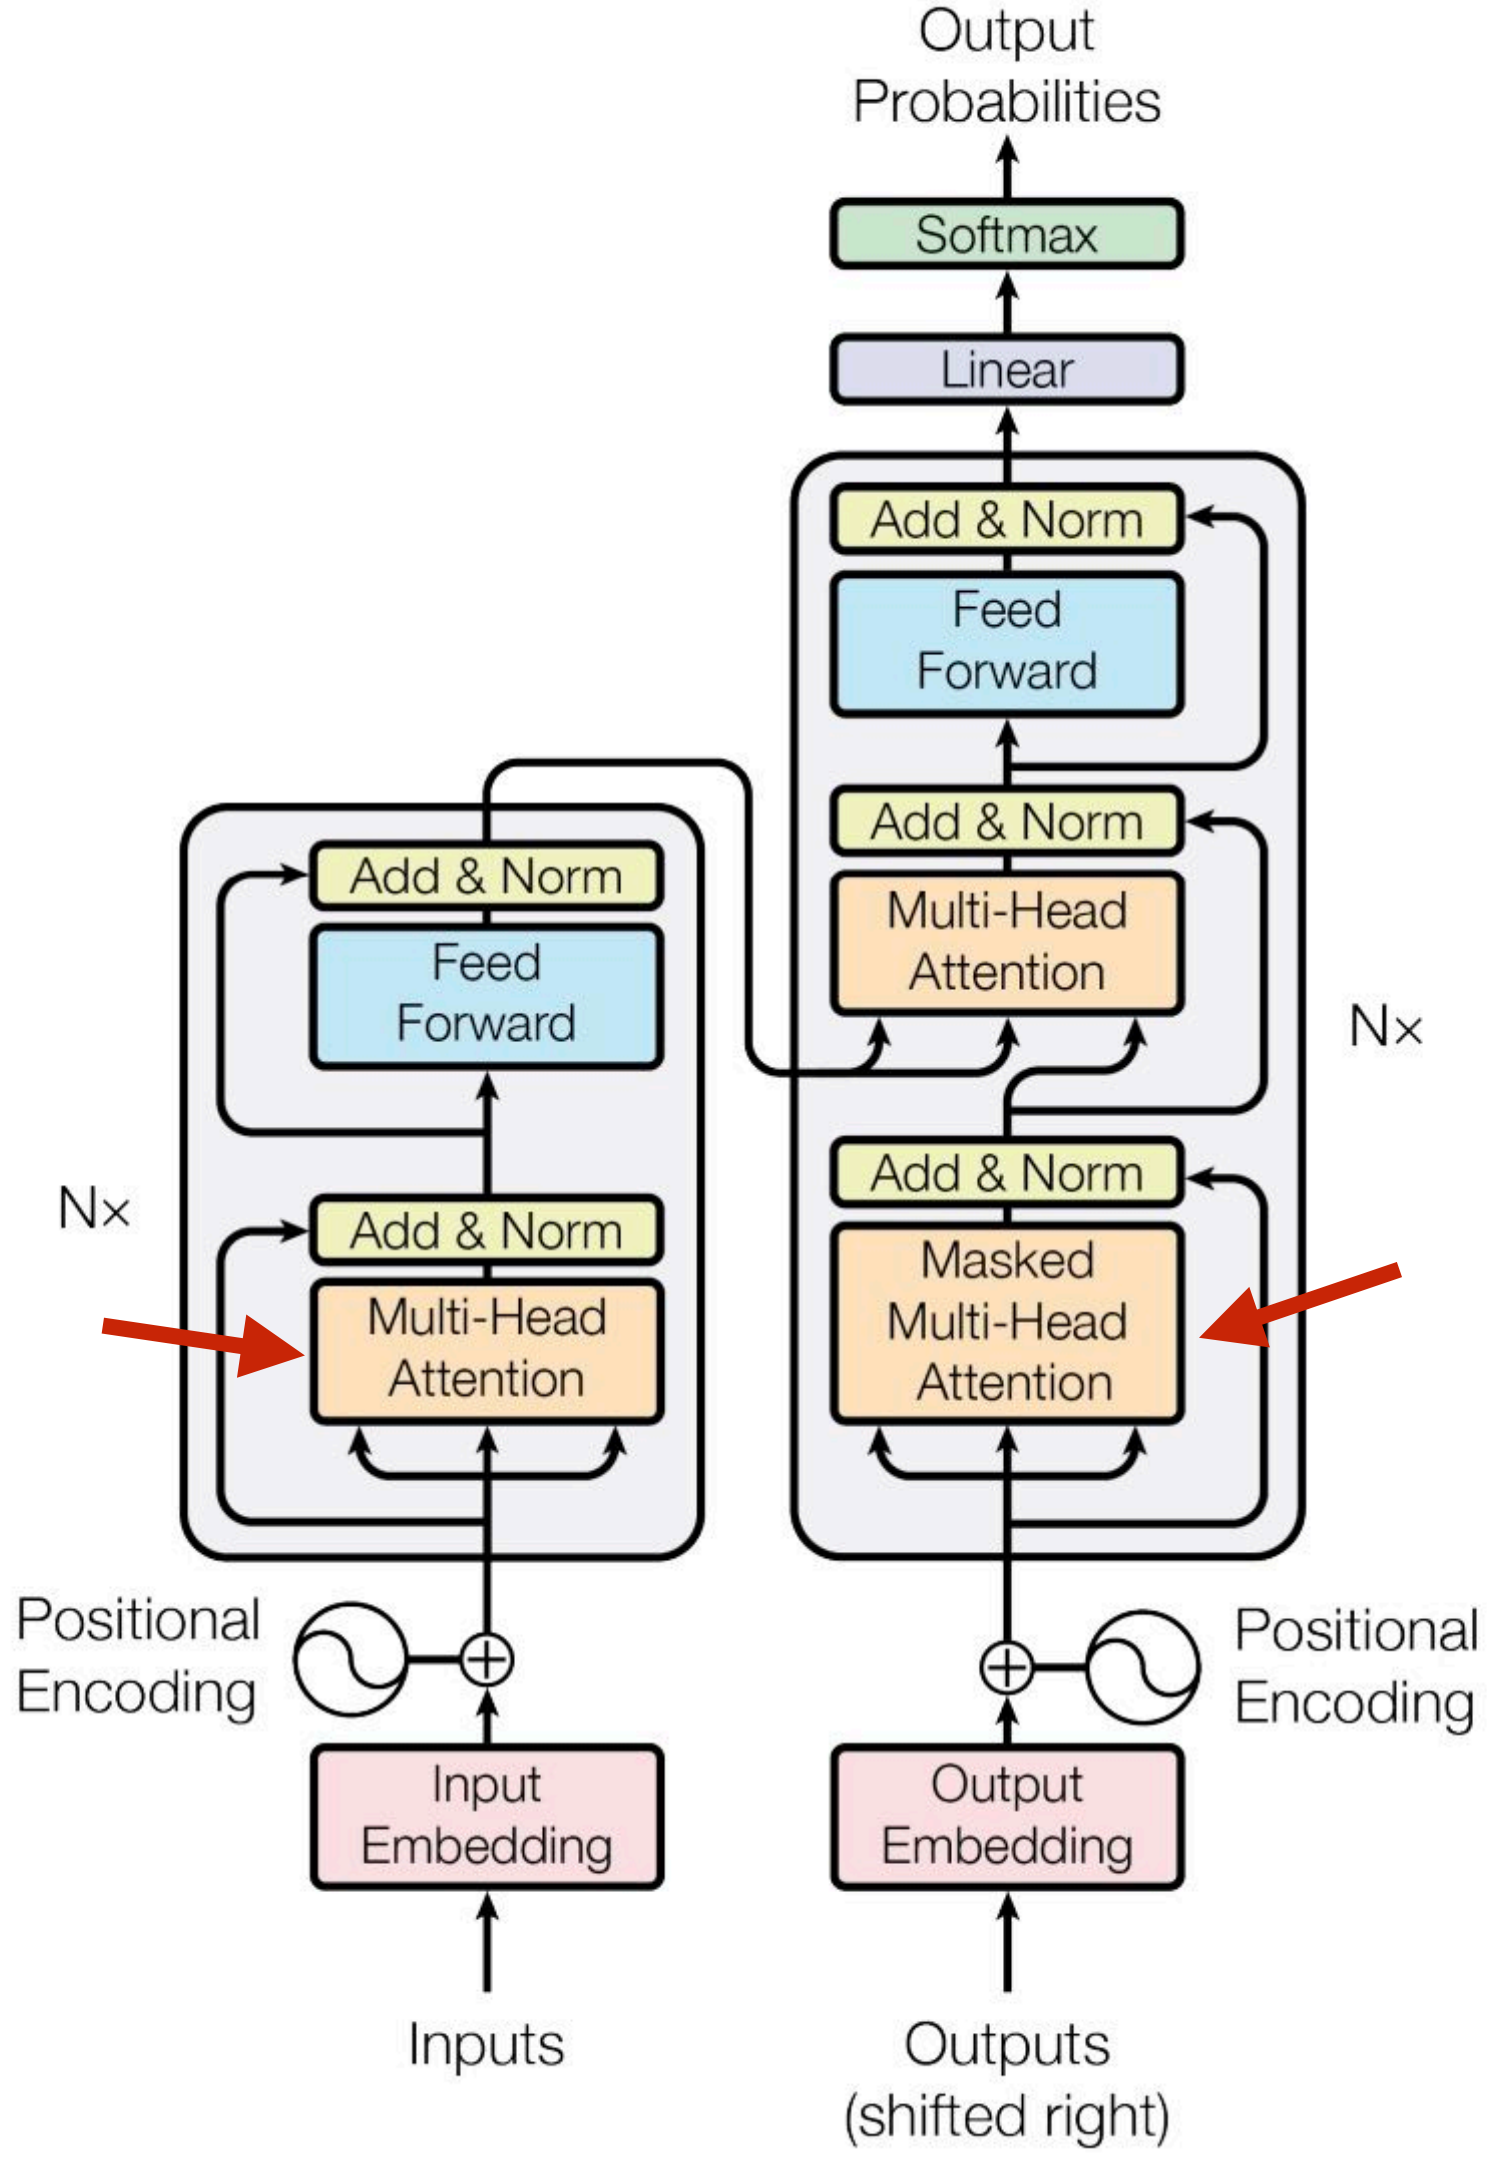 Output
Probabilities
Softmax
Linear
Add & Norm
Feed
Forward
Add & Norm
Multi-Head
Attention
Nx
Add & Norm
Masked
Multi-Head
Attention
Add & Norm
Feed
Forward
Nx
Add & Norm
Multi-Head
Attention
Positional
Encoding
Positional
Encoding
Input
Embedding
Output
Embedding
Inputs
Outputs
(shifted right)